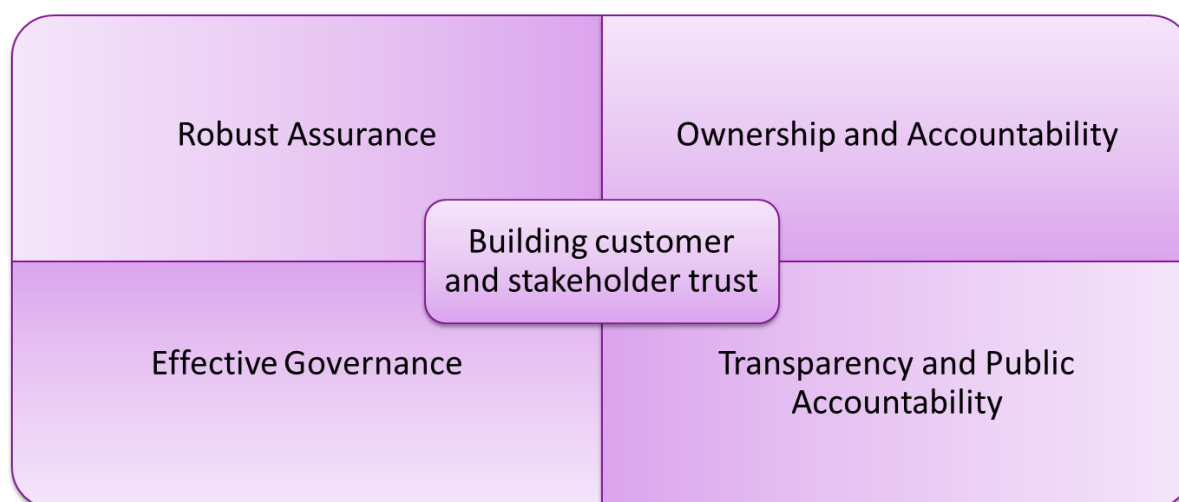 Robust Assurance
Ownership and Accountability
Building customer
and stakeholder trust
Effective Governance
Transparency and Public
Accountability